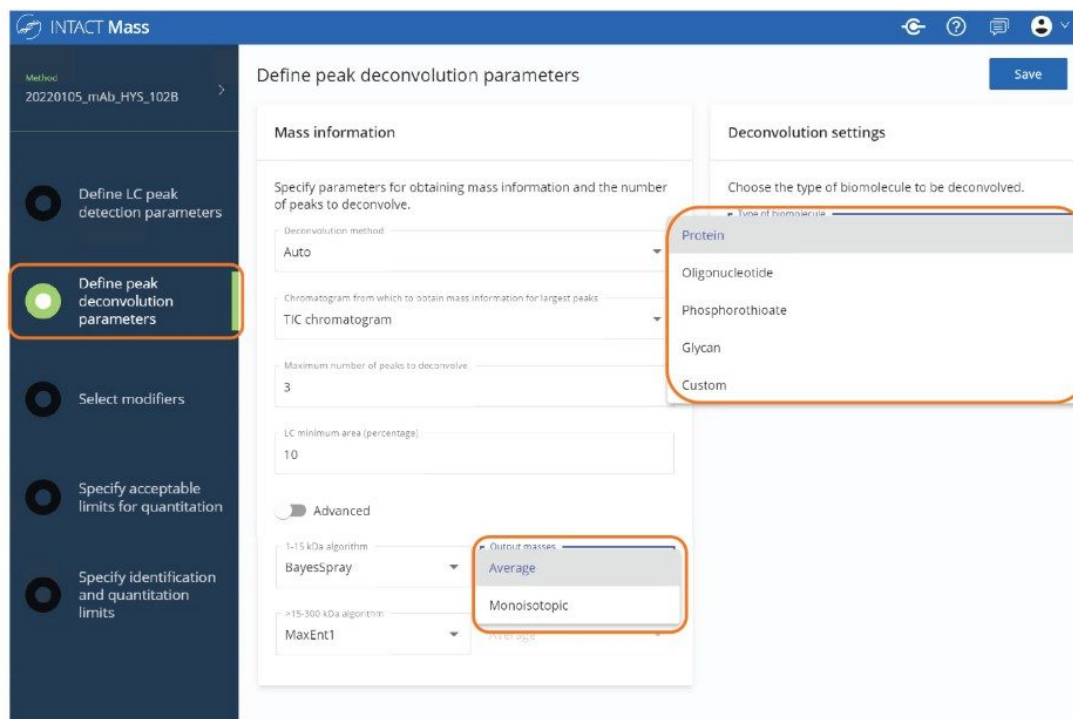 INTACT Mass
Method
20220105_mAb_HYS_102B
Define LC peak
detection parameters
Define peak
deconvolution
parameters
Select modifiers
Specify acceptable
limits for quantitation
Specify identification
and quantitation
limits
Define peak deconvolution parameters
Save
Mass information
Specify parameters for obtaining mass information and the number
of peaks to deconvolve.
Deconvolution method
Auto
Chromatogram from which to obtain mass information for largest peaks
TIC chromatogram
Maximum number of peaks to deconvolve
3
LC minimum area (percentage)
10
Advanced
1-15 kDa algorithm
BayesSpray
Output masses
Average
Monoisotopic
>15-300 kDa algorithm
MaxEnt1
Average
Deconvolution settings
Choose the type of biomolecule to be deconvolved.
Type of biomolecule
Protein
Oligonucleotide
Phosphorothioate
Glycan
Custom